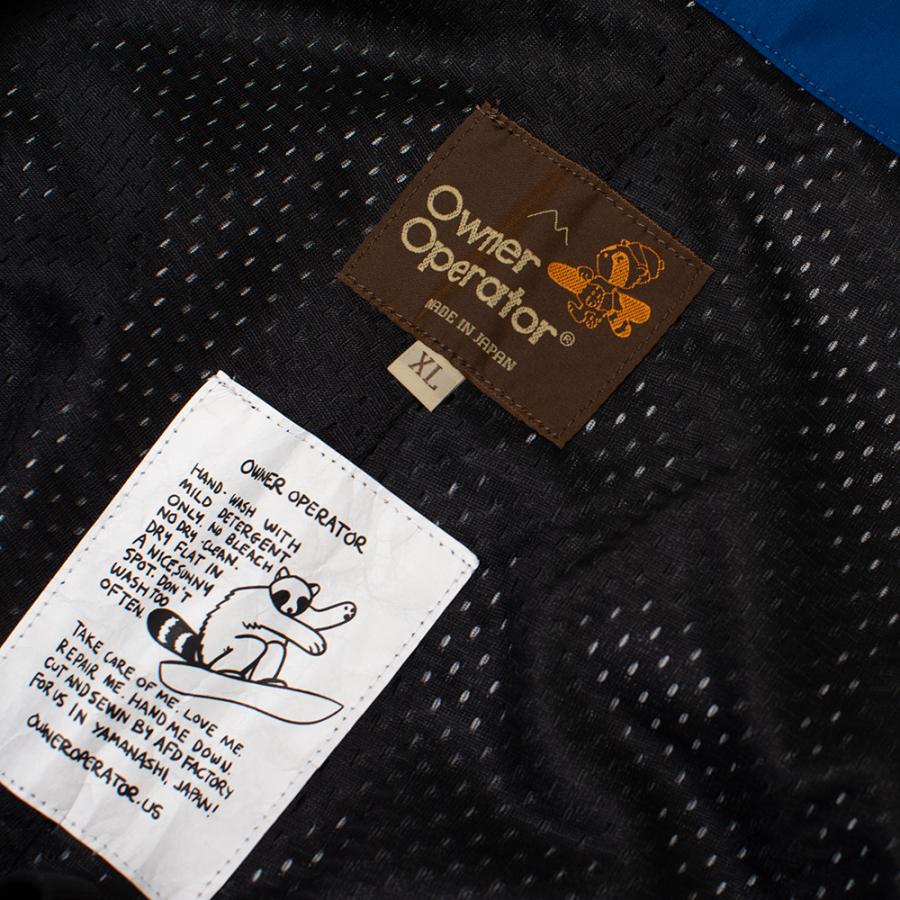 Owner
Operator®
MADE IN JAPAN
XL
OWNER OPERATOR
HAND-WASH WITH
MILD DETERGENT
ONLY. NO BLEACH
NO DRY-CLEAN.
DRY FLAT IN
A NICE SUNNY
SPOT. DON'T
WASH TOO
OFTEN.
TAKE CARE OF ME. LOVE ME.
REPAIR ME. HAND ME DOWN.
CUT AND SEWN BY AFD FACTORY
FOR US IN YAMANASHI, JAPAN!
OWNEROPERATOR.US